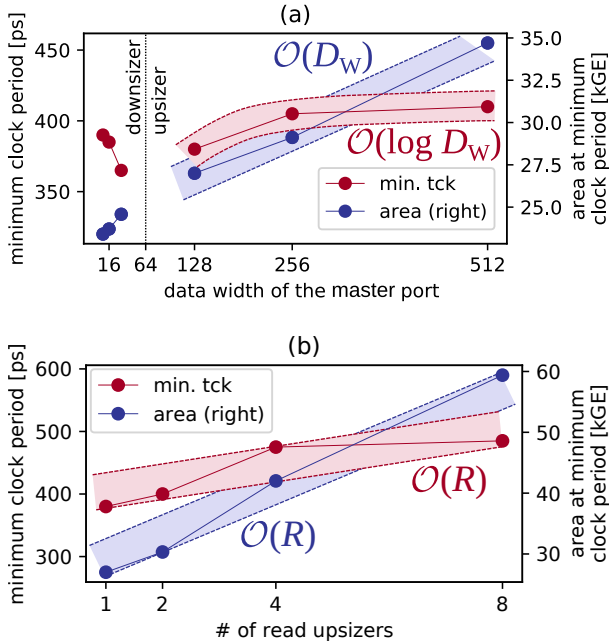 (a)
minimum clock period [ps]
450
400
350
downsizer
upsizer
𝒪(D_W)
𝒪(log D_W)
min. tck
area (right)
35.0
32.5
30.0
27.5
25.0
area at minimum
clock period [kGE]
16 64 128 256 512
data width of the master port
(b)
minimum clock period [ps]
600
500
400
300
min. tck
area (right)
𝒪(R)
𝒪(R)
60
50
40
30
area at minimum
clock period [kGE]
1 2 4 8
# of read upsizers